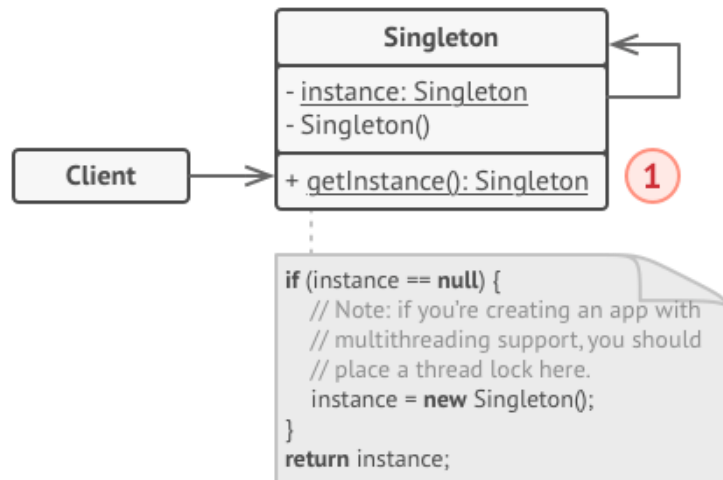 Singleton
- instance: Singleton
- Singleton()
Client
+ getInstance(): Singleton
1
if (instance == null) {
// Note: if you're creating an app with
// multithreading support, you should
// place a thread lock here.
instance = new Singleton();
}
return instance;